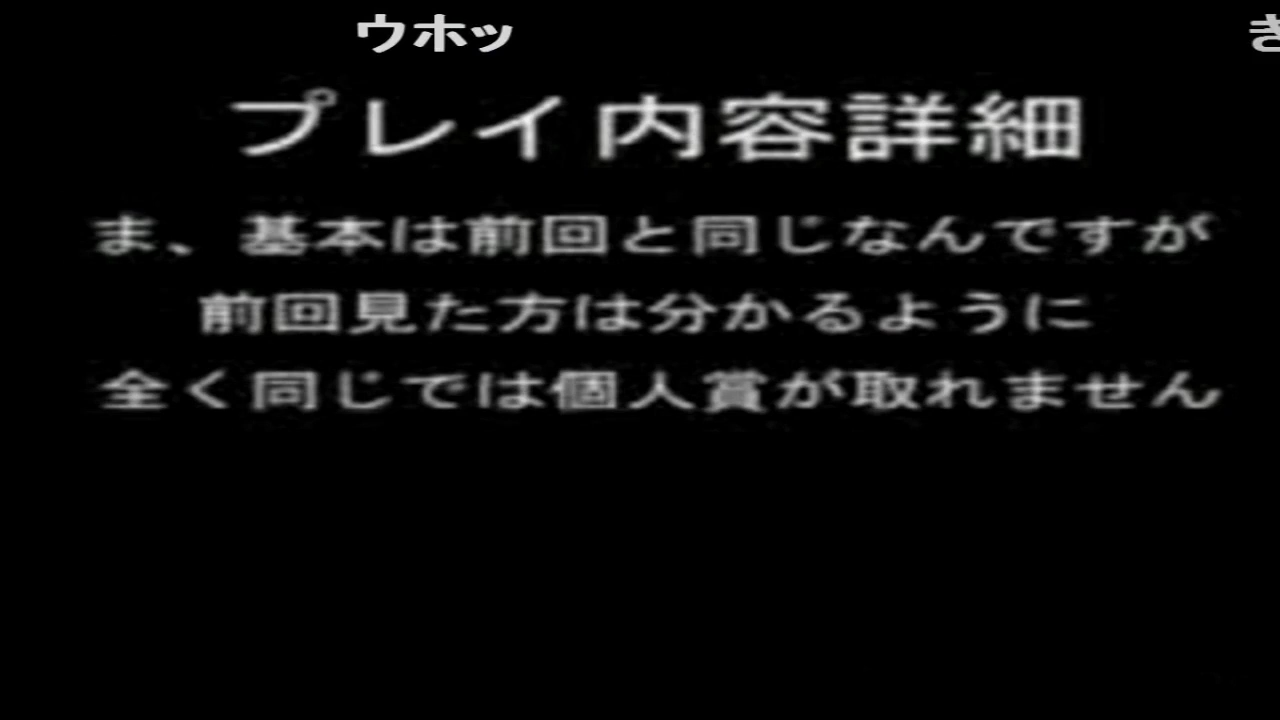 ウホッ
プレイ内容詳細
ま、基本は前回と同じなんですが
前回見た方は分かるように
全く同じでは個人賞が取れません